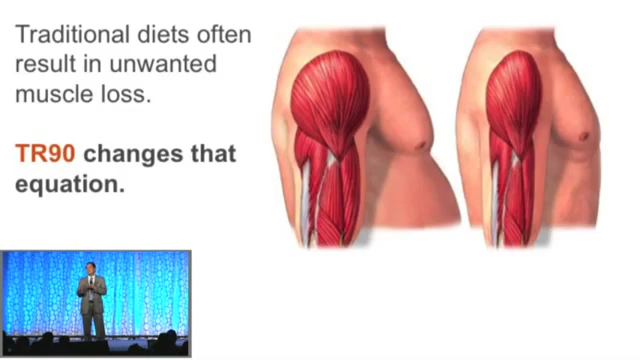 Traditional diets often
result in unwanted
muscle loss.
TR90 changes that
equation.